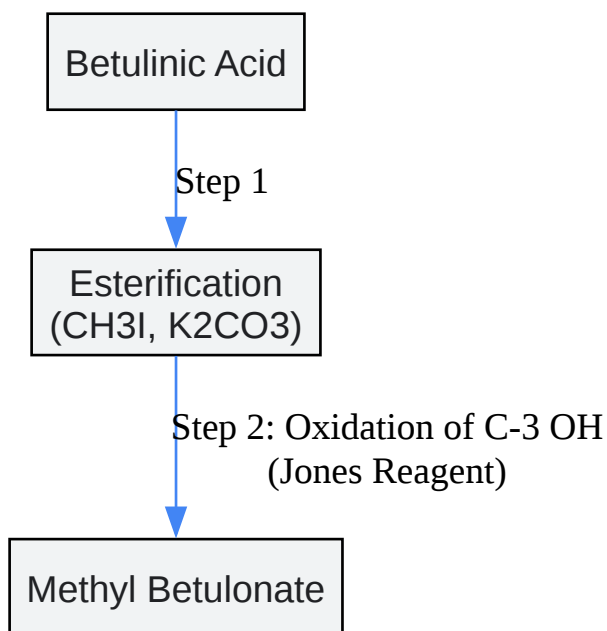 Betulinic Acid
Step 1
Esterification
(CH3I, K2CO3)
Step 2: Oxidation of C-3 OH
(Jones Reagent)
Methyl Betulonate